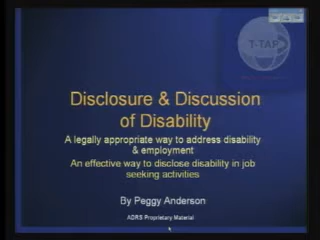 T-TAP
Disclosure & Discussion
of Disability
A legally appropriate way to address disability
& employment
An effective way to disclose disability in job
seeking activities
By Peggy Anderson
ADRS Proprietary Material